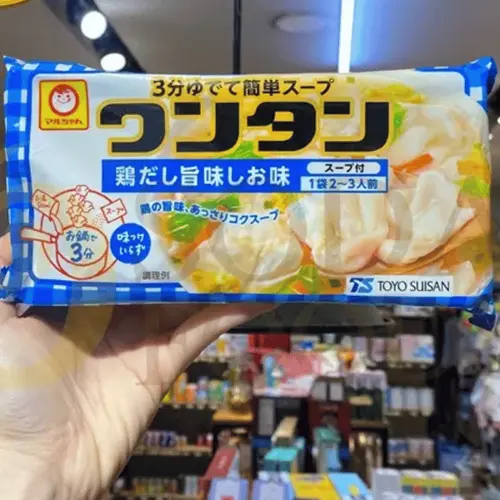 3分ゆでて簡単スープ
マルちゃん
ワンタン
鶏だし旨味しお味
スープ付
1袋2〜3人前
鶏の旨味、あっさりコクスープ
お鍋で
3分
味つけ
いらず
調理例
TS TOYO SUISAN